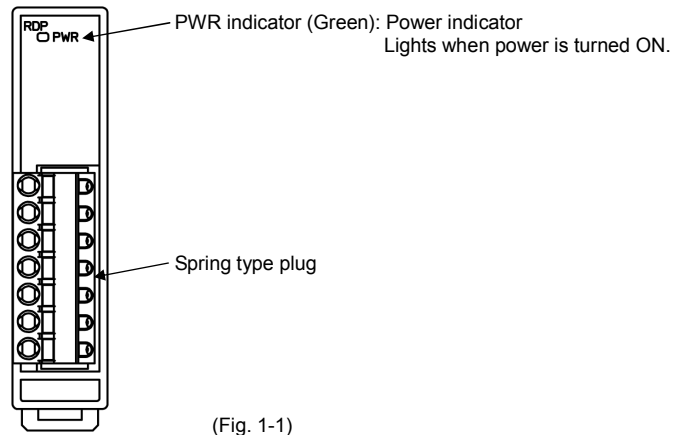 RDP
PWR
PWR indicator (Green): Power indicator
Lights when power is turned ON.
Spring type plug
(Fig. 1-1)